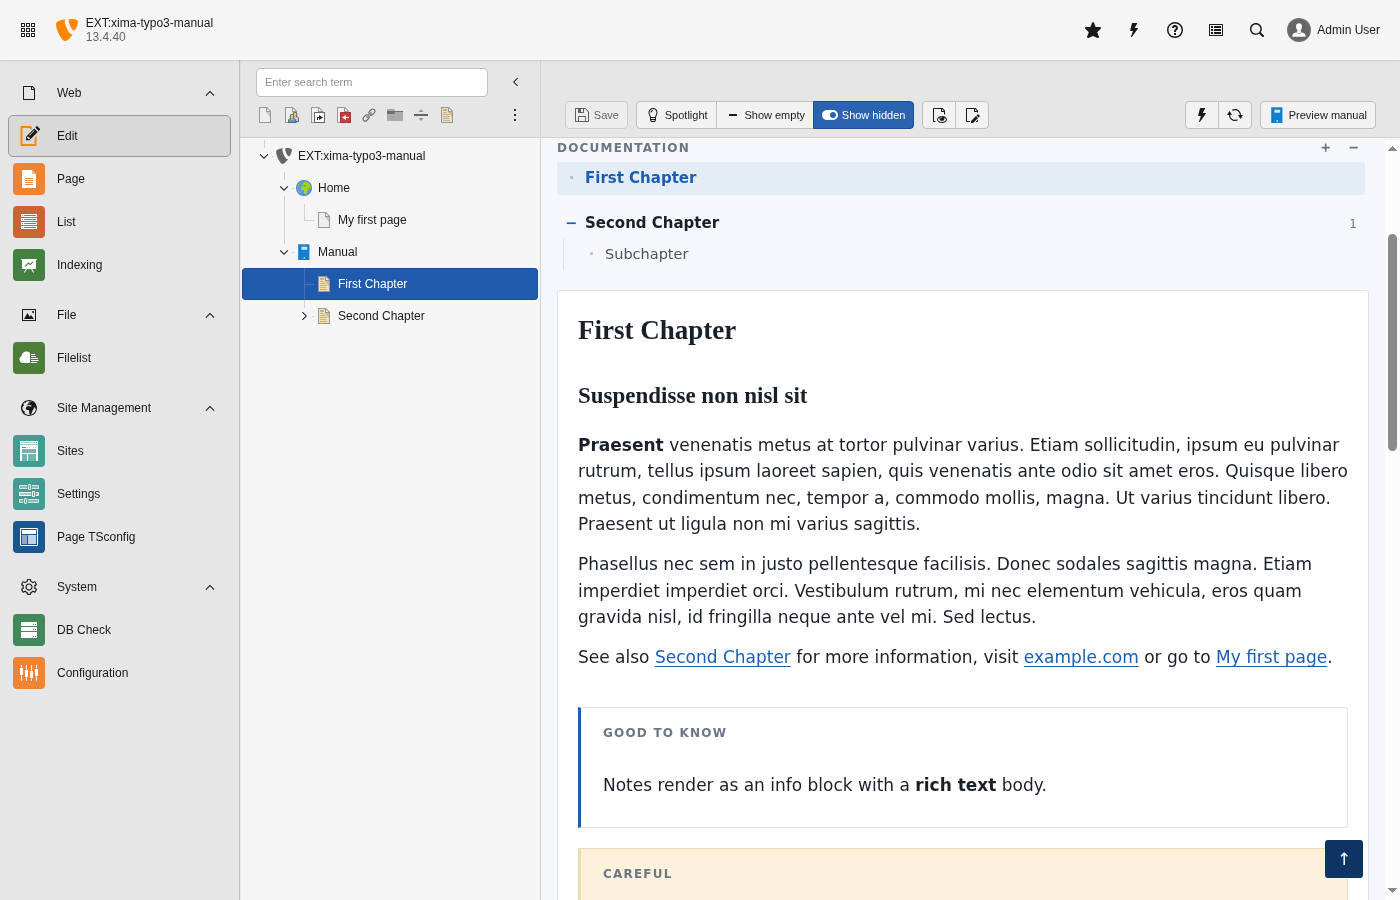 EXT:xima-typo3-manual
13.4.40
Admin User
Web
Edit
Page
List
Indexing
File
Filelist
Site Management
Sites
Settings
Page TSconfig
System
DB Check
Configuration
Enter search term
EXT:xima-typo3-manual
Home
My first page
Manual
First Chapter
Second Chapter
Save
Spotlight
Show empty
Show hidden
Preview manual
DOCUMENTATION
First Chapter
Second Chapter
1
Subchapter
First Chapter
Suspendisse non nisl sit
Praesent venenatis metus at tortor pulvinar varius. Etiam sollicitudin, ipsum eu pulvinar
rutrum, tellus ipsum laoreet sapien, quis venenatis ante odio sit amet eros. Quisque libero
metus, condimentum nec, tempor a, commodo mollis, magna. Ut varius tincidunt libero.
Praesent ut ligula non mi varius sagittis.
Phasellus nec sem in justo pellentesque facilisis. Donec sodales sagittis magna. Etiam
imperdiet imperdiet orci. Vestibulum rutrum, mi nec elementum vehicula, eros quam
gravida nisl, id fringilla neque ante vel mi. Sed lectus.
See also Second Chapter for more information, visit example.com or go to My first page.
GOOD TO KNOW
Notes render as an info block with a rich text body.
CAREFUL